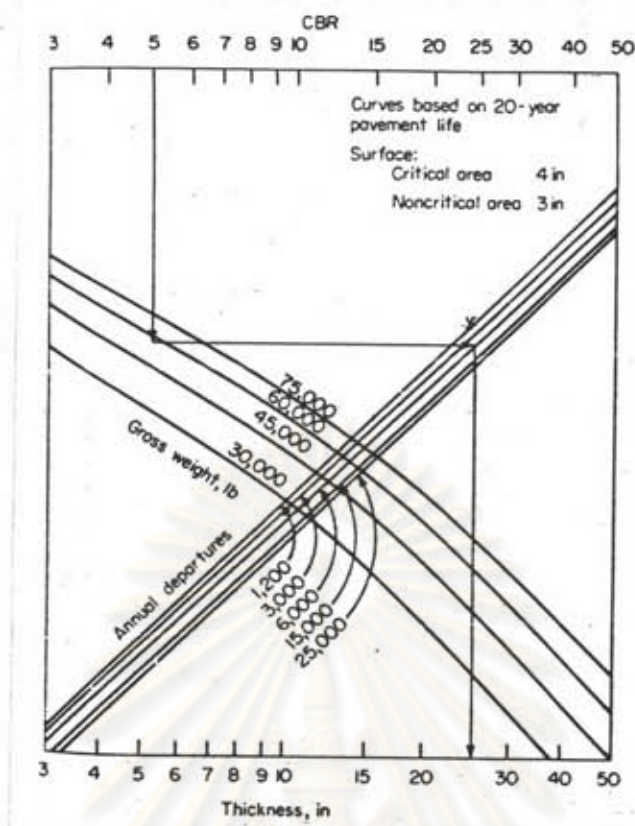 CBR
3 4 5 6 7 8 9 10 15 20 25 30 40 50
Curves based on 20-year
pavement life
Surface:
Critical area 4 in
Noncritical area 3 in
75,000
60,000
45,000
30,000
Gross weight, lb
Annual departures
1,200
3,000
6,000
15,000
25,000
3 4 5 6 7 8 9 10 15 20 30 40 50
Thickness, in